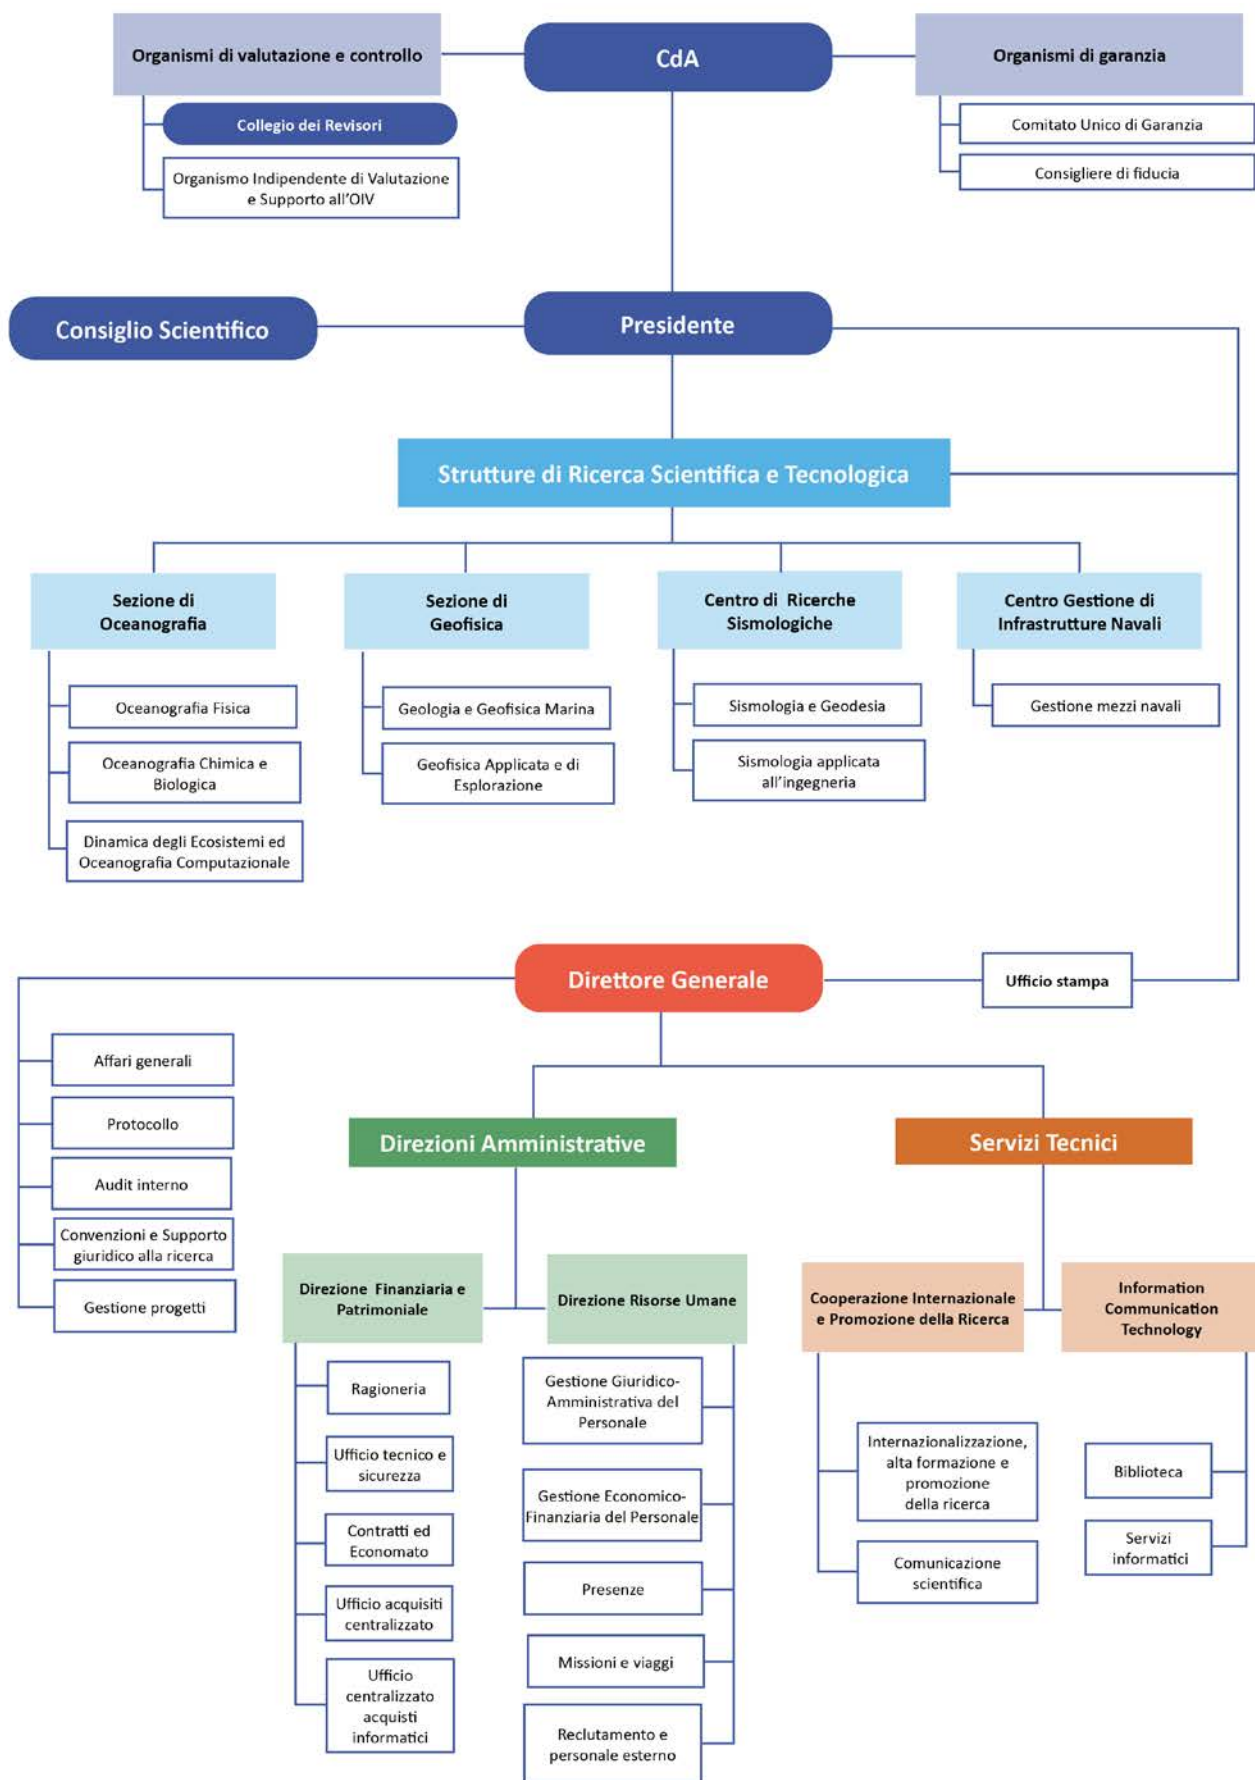 Organismi di valutazione e controllo
CdA
Organismi di garanzia
Collegio dei Revisori
Organismo Indipendente di Valutazione
e Supporto all'OIV
Comitato Unico di Garanzia
Consigliere di fiducia
Consiglio Scientifico
Presidente
Strutture di Ricerca Scientifica e Tecnologica
Sezione di
Oceanografia
Sezione di
Geofisica
Centro di Ricerche
Sismologiche
Centro Gestione di
Infrastrutture Navali
Oceanografia Fisica
Oceanografia Chimica e
Biologica
Dinamica degli Ecosistemi ed
Oceanografia Computazionale
Geologia e Geofisica Marina
Geofisica Applicata e di
Esplorazione
Sismologia e Geodesia
Sismologia applicata
all'ingegneria
Gestione mezzi navali
Direttore Generale
Ufficio stampa
Affari generali
Protocollo
Audit interno
Convenzioni e Supporto
giuridico alla ricerca
Gestione progetti
Direzioni Amministrative
Servizi Tecnici
Direzione Finanziaria e
Patrimoniale
Direzione Risorse Umane
Cooperazione Internazionale
e Promozione della Ricerca
Information
Communication
Technology
Ragioneria
Ufficio tecnico e
sicurezza
Contratti ed
Economato
Ufficio acquisiti
centralizzato
Ufficio
centralizzato
acquisti
informatici
Gestione Giuridico-
Amministrativa del
Personale
Gestione Economico-
Finanziaria del Personale
Presenze
Missioni e viaggi
Reclutamento e
personale esterno
Internazionalizzazione,
alta formazione e
promozione
della ricerca
Comunicazione
scientifica
Biblioteca
Servizi
informatici